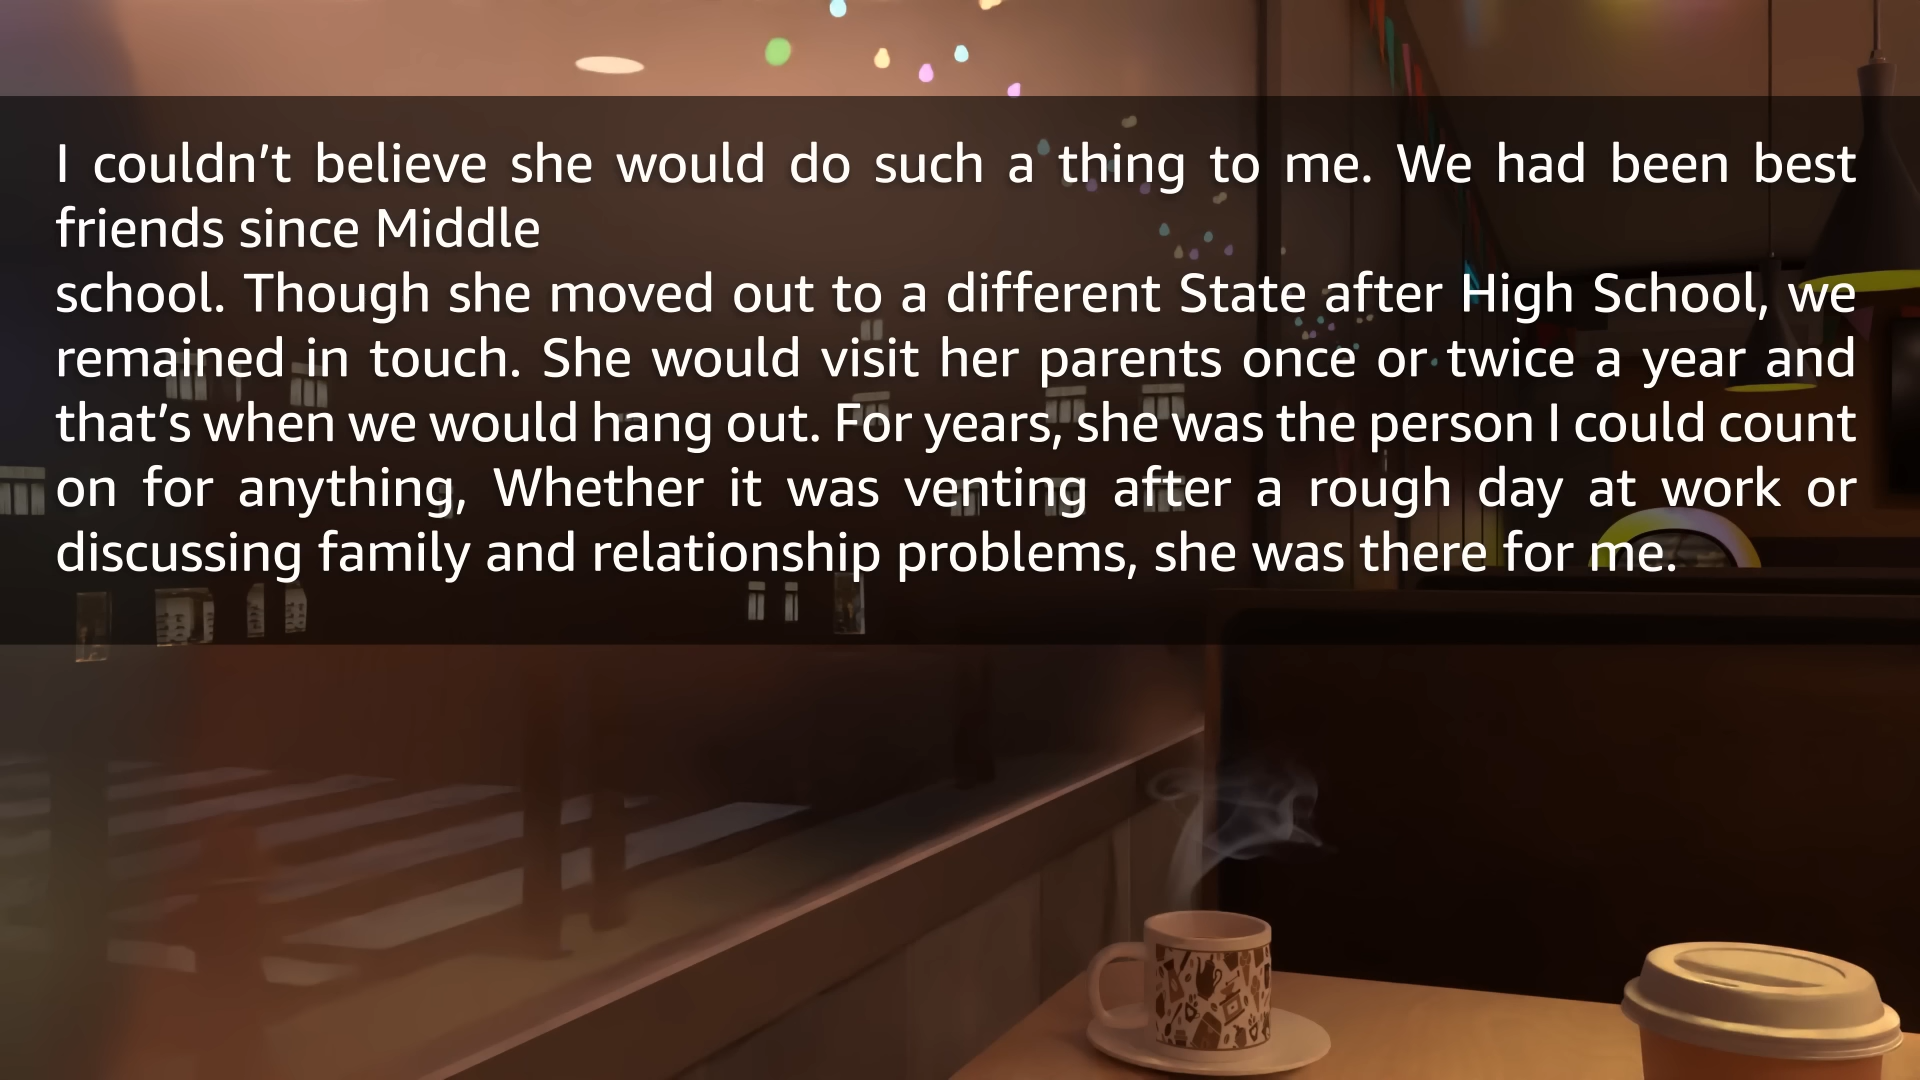 I couldn’t believe she would do such a thing to me. We had been best
friends since Middle
school. Though she moved out to a different State after High School, we
remained in touch. She would visit her parents once or twice a year and
that’s when we would hang out. For years, she was the person I could count
on for anything, Whether it was venting after a rough day at work or
discussing family and relationship problems, she was there for me.